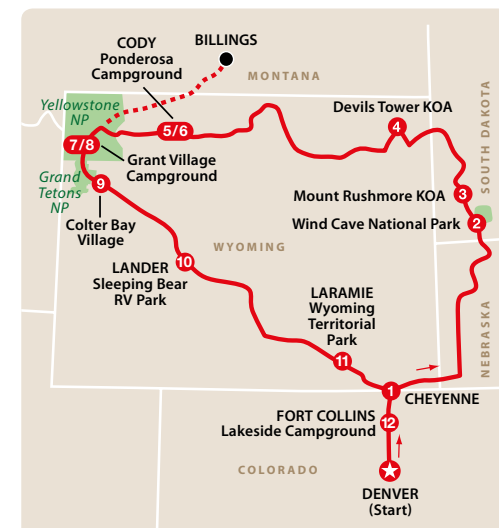 CODY
Ponderosa
Campground
BILLINGS
MONTANA
Yellowstone
NP
5/6
Devils Tower KOA
4
SOUTH DAKOTA
7/8
Grant Village
Campground
Grand
Tetons
NP
9
Mount Rushmore KOA
3
Colter Bay
Village
Wind Cave National Park
2
WYOMING
10
LANDER
Sleeping Bear
RV Park
LARAMIE
Wyoming
Territorial
Park
NEBRASKA
11
1
CHEYENNE
FORT COLLINS
Lakeside Campground
12
COLORADO
DENVER
(Start)